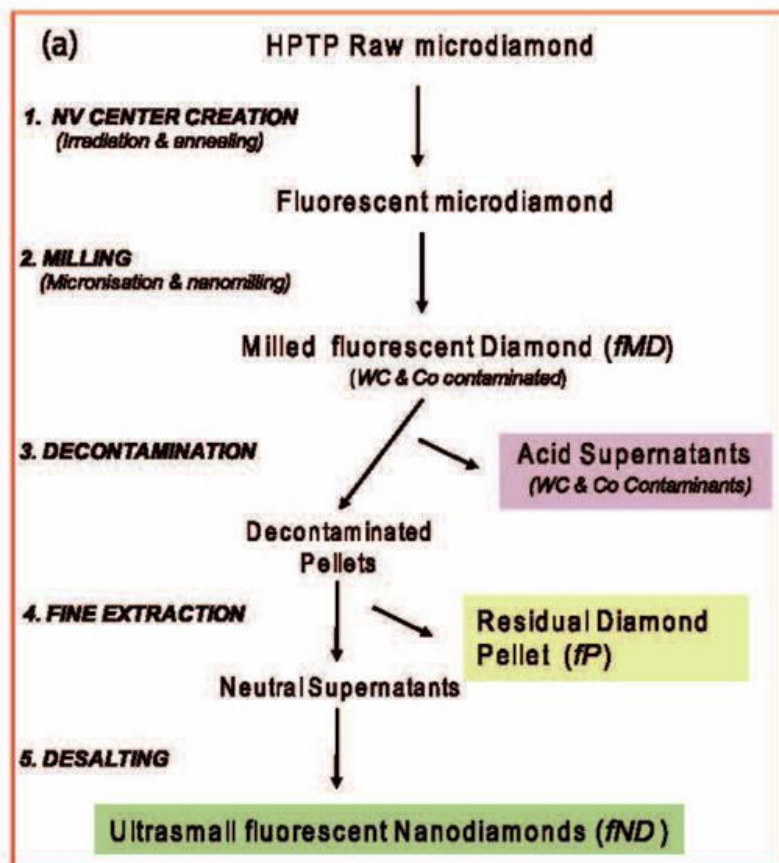 (a)
HPTP Raw microdiamond
1. NV CENTER CREATION
(Irradiation & annealing)
Fluorescent microdiamond
2. MILLING
(Micronisation & nanomilling)
Milled fluorescent Diamond (fMD)
(WC & Co contaminated)
3. DECONTAMINATION
Acid Supernatants
(WC & Co Contaminants)
Decontaminated
Pellets
4. FINE EXTRACTION
Residual Diamond
Pellet (fP)
Neutral Supernatants
5. DESALTING
Ultrasmall fluorescent Nanodiamonds (fND)